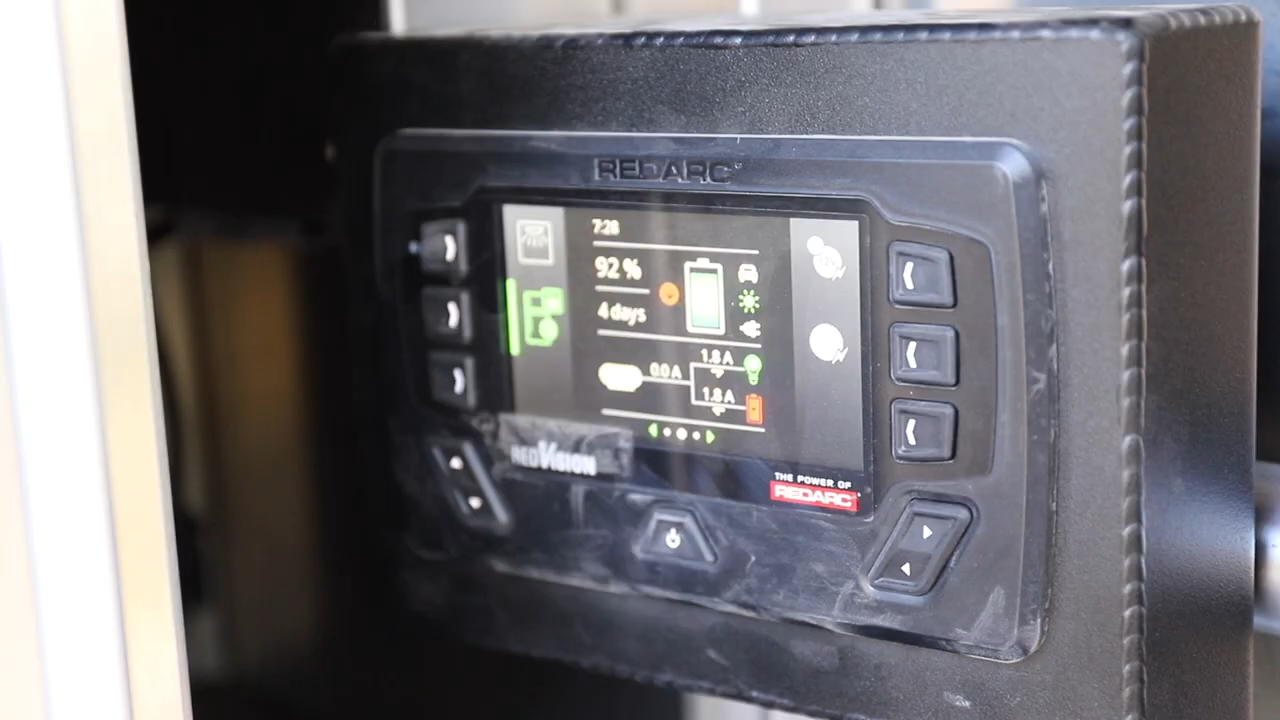 REDARC
7:28
92 %
4 days
1.8 A
0.0 A
1.8 A
REDVISION
THE POWER OF
REDARC